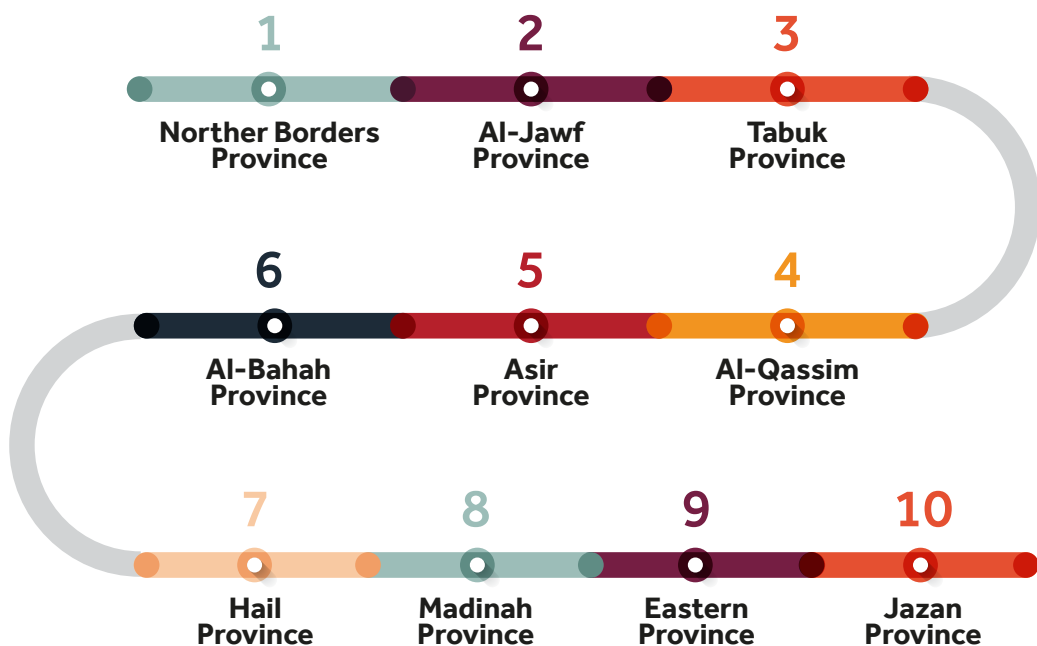 1
Norther Borders
Province
2
Al-Jawf
Province
3
Tabuk
Province
4
Al-Qassim
Province
5
Asir
Province
6
Al-Bahah
Province
7
Hail
Province
8
Madinah
Province
9
Eastern
Province
10
Jazan
Province